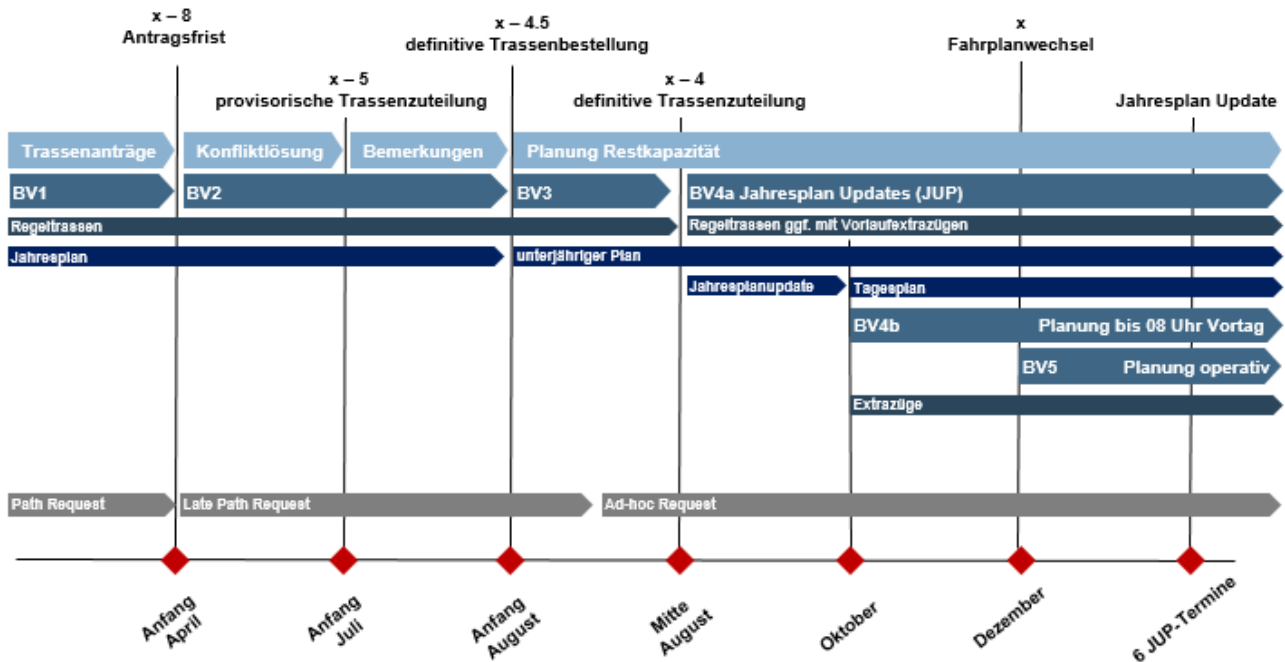 x – 8
Antragsfrist
x – 4.5
definitive Trassenbestellung
x
Fahrplanwechsel
x – 5
provisorische Trassenzuteilung
x – 4
definitive Trassenzuteilung
Jahresplan Update
Trassenanträge
Konfliktlösung
Bemerkungen
Planung Restkapazität
BV1
BV2
BV3
BV4a Jahresplan Updates (JUP)
Regeltrassen
Regeltrassen ggf. mit Vorlaufextrazügen
Jahresplan
unterjähriger Plan
Jahresplanupdate
Tagesplan
BV4b
Planung bis 08 Uhr Vortag
BV5
Planung operativ
Extrazüge
Path Request
Late Path Request
Ad-hoc Request
Anfang
April
Anfang
Juli
Anfang
August
Mitte
August
Oktober
Dezember
6 JUP-Termine